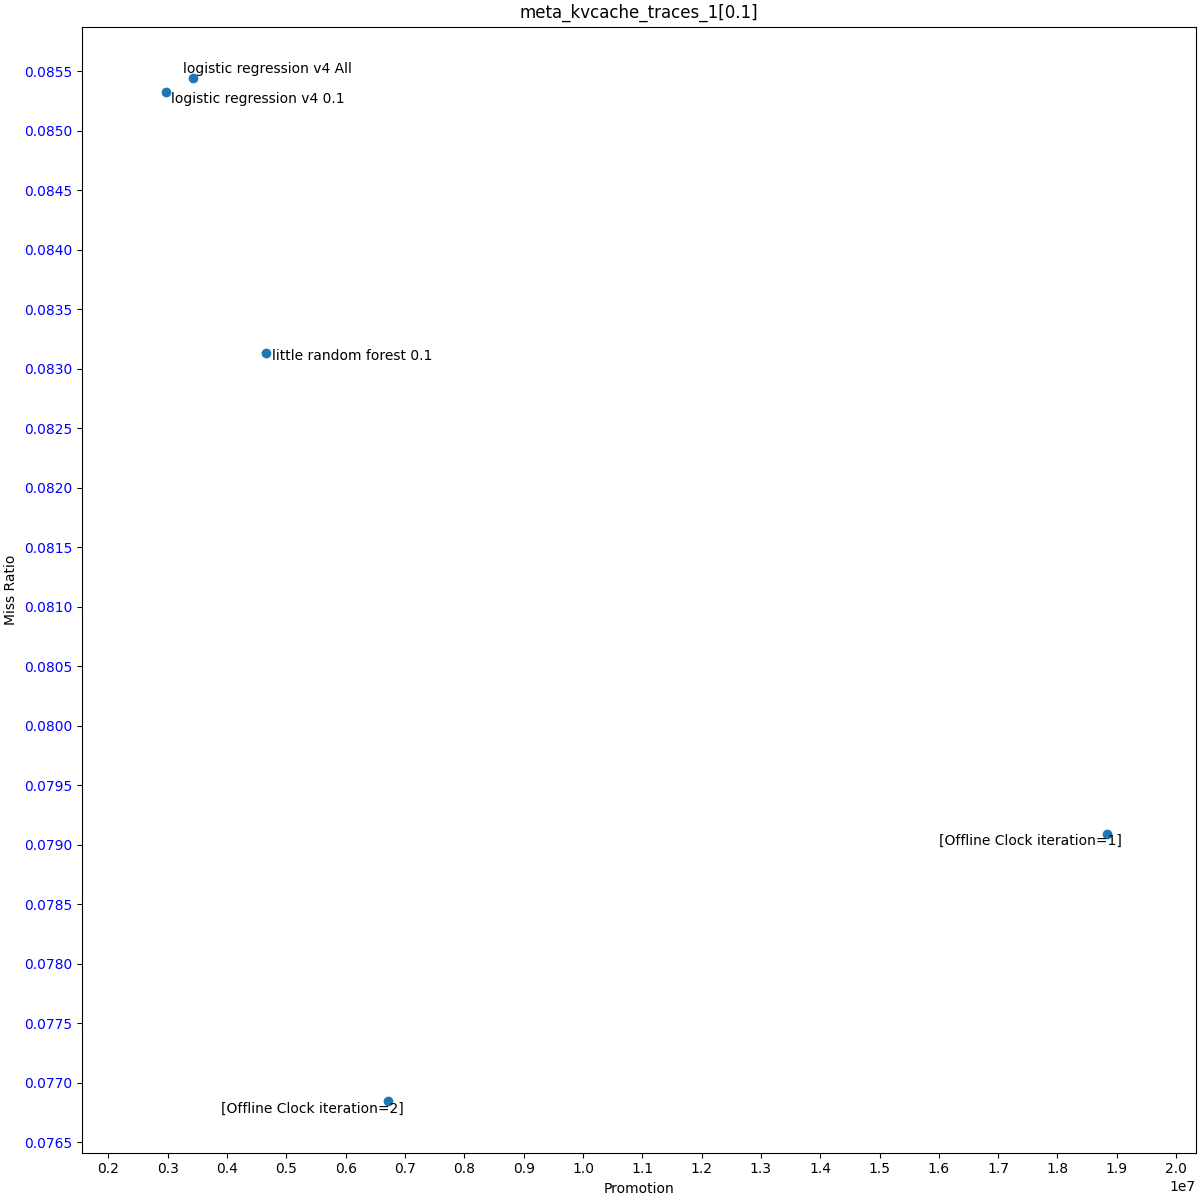 meta_kvcache_traces_1[0.1]
0.0855
0.0850
0.0845
0.0840
0.0835
0.0830
0.0825
0.0820
0.0815
0.0810
0.0805
0.0800
0.0795
0.0790
0.0785
0.0780
0.0775
0.0770
0.0765
Miss Ratio
logistic regression v4 All
logistic regression v4 0.1
little random forest 0.1
[Offline Clock iteration=1]
[Offline Clock iteration=2]
0.2 0.3 0.4 0.5 0.6 0.7 0.8 0.9 1.0 1.1 1.2 1.3 1.4 1.5 1.6 1.7 1.8 1.9 2.0
1e7
Promotion